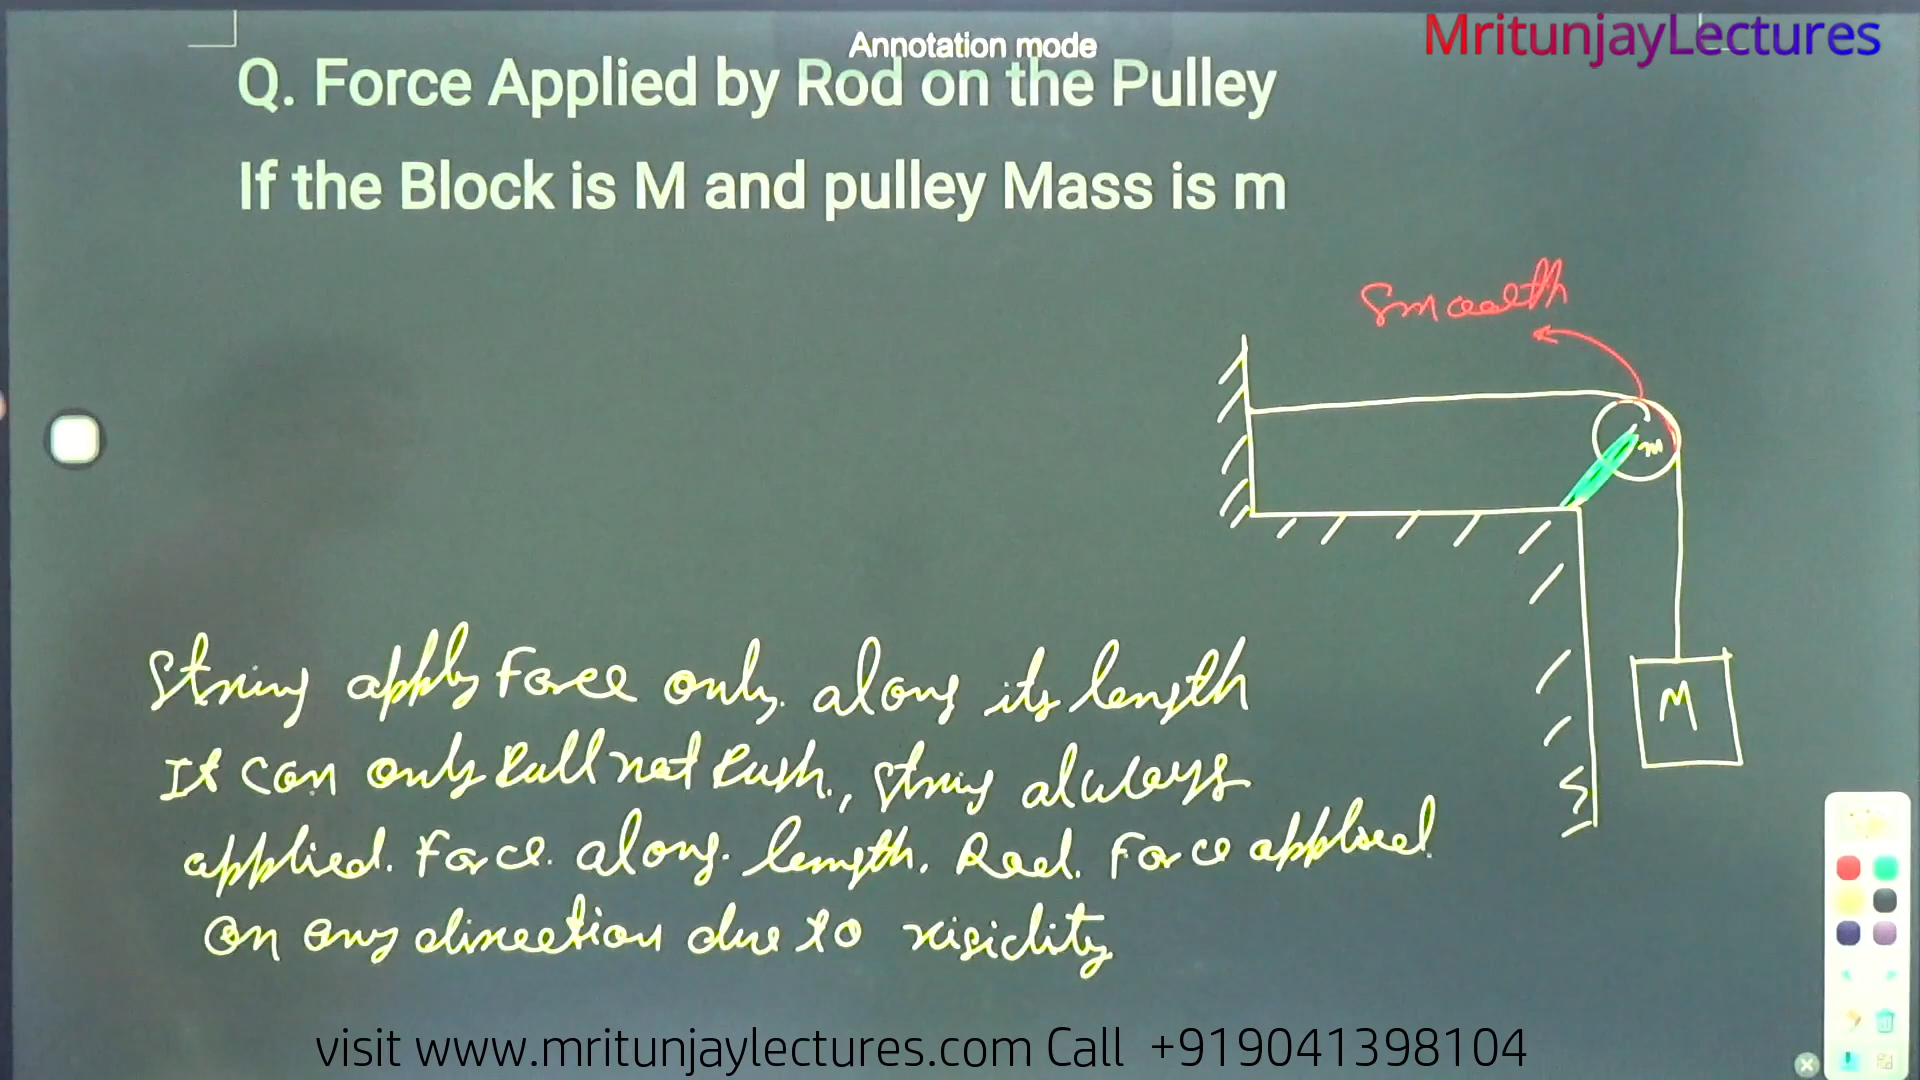 Annotation mode
MritunjayLectures
Q. Force Applied by Rod on the Pulley
If the Block is M and pulley Mass is m
Smooth
m
M
String apply Force only along its length
It can only Pull not Push, String always
applied Force along length. Rod Force applied
on any direction due to rigidity
visit www.mritunjaylectures.com Call +919041398104